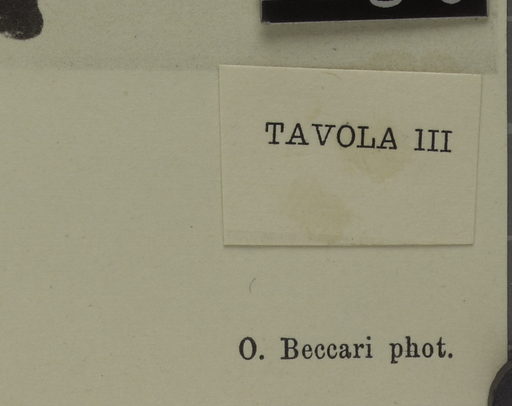 TAVOLA III
O. Beccari phot.